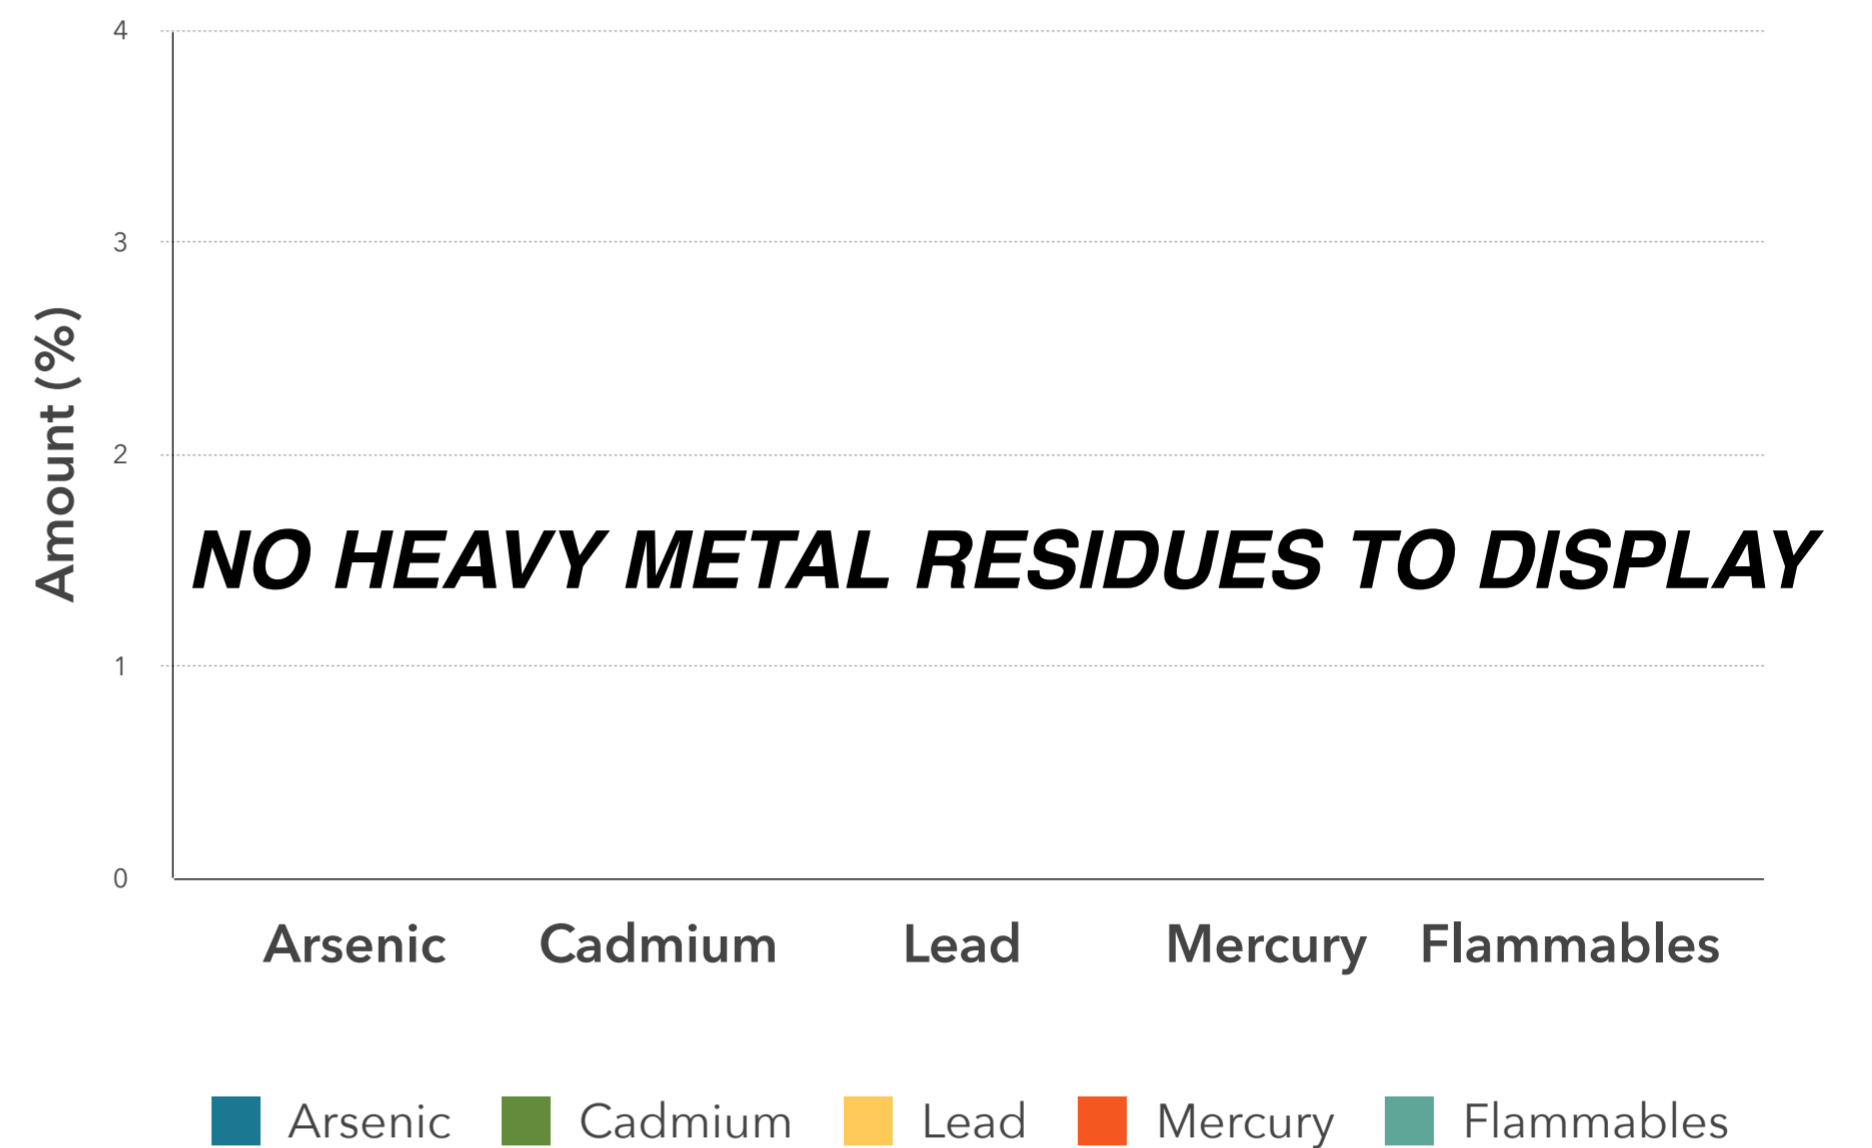 4
3
2
1
0
Amount (%)
NO HEAVY METAL RESIDUES TO DISPLAY
Arsenic Cadmium Lead Mercury Flammables
Arsenic Cadmium Lead Mercury Flammables